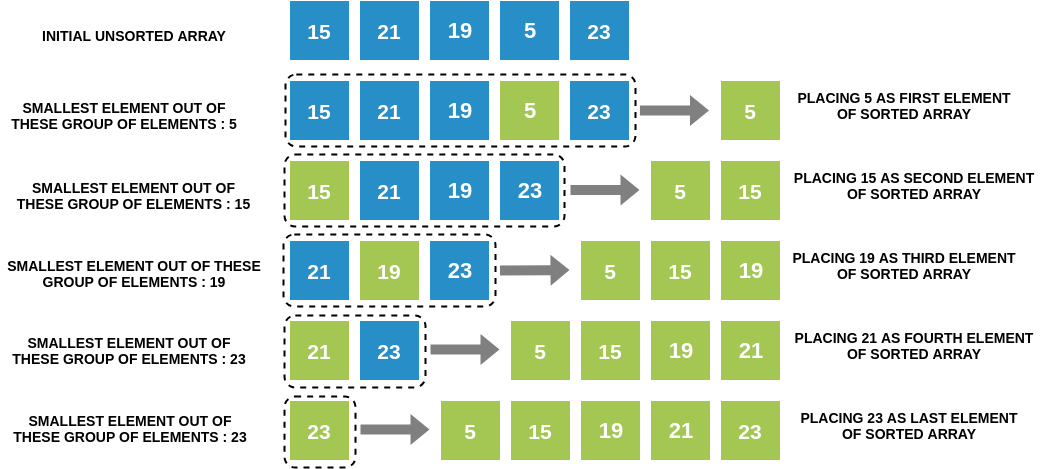 INITIAL UNSORTED ARRAY
15 21 19 5 23
SMALLEST ELEMENT OUT OF
THESE GROUP OF ELEMENTS : 5
15 21 19 5 23
5
PLACING 5 AS FIRST ELEMENT
OF SORTED ARRAY
SMALLEST ELEMENT OUT OF
THESE GROUP OF ELEMENTS : 15
15 21 19 23
5 15
PLACING 15 AS SECOND ELEMENT
OF SORTED ARRAY
SMALLEST ELEMENT OUT OF THESE
GROUP OF ELEMENTS : 19
21 19 23
5 15 19
PLACING 19 AS THIRD ELEMENT
OF SORTED ARRAY
SMALLEST ELEMENT OUT OF
THESE GROUP OF ELEMENTS : 23
21 23
5 15 19 21
PLACING 21 AS FOURTH ELEMENT
OF SORTED ARRAY
SMALLEST ELEMENT OUT OF
THESE GROUP OF ELEMENTS : 23
23
5 15 19 21 23
PLACING 23 AS LAST ELEMENT
OF SORTED ARRAY